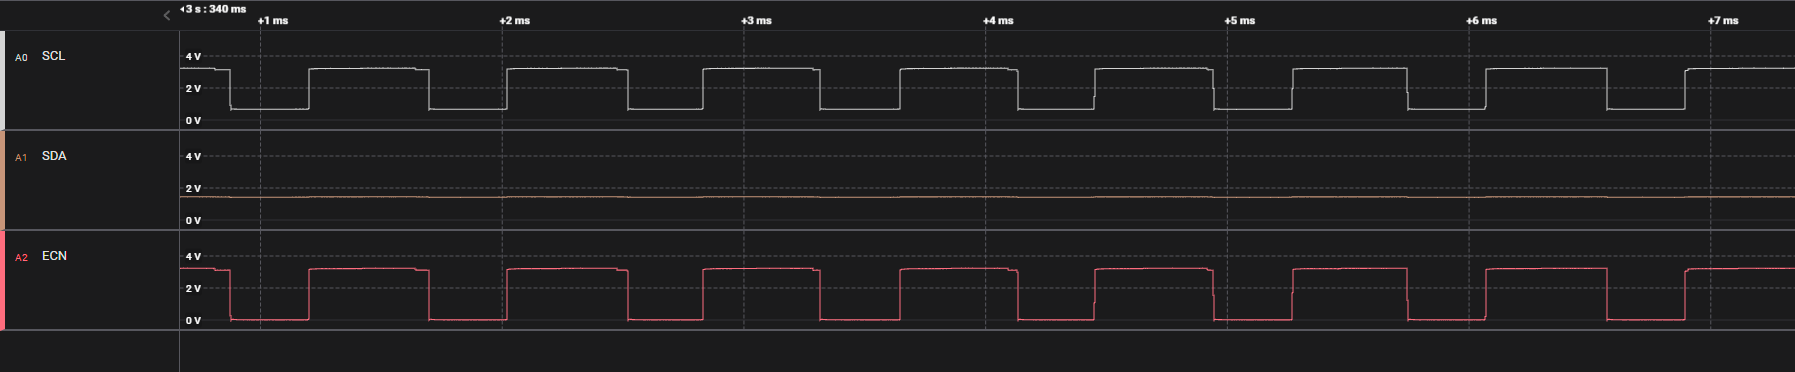 3 s : 340 ms
+1 ms +2 ms +3 ms +4 ms +5 ms +6 ms +7 ms
A0 SCL
4 V
2 V
0 V
A1 SDA
4 V
2 V
0 V
A2 ECN
4 V
2 V
0 V